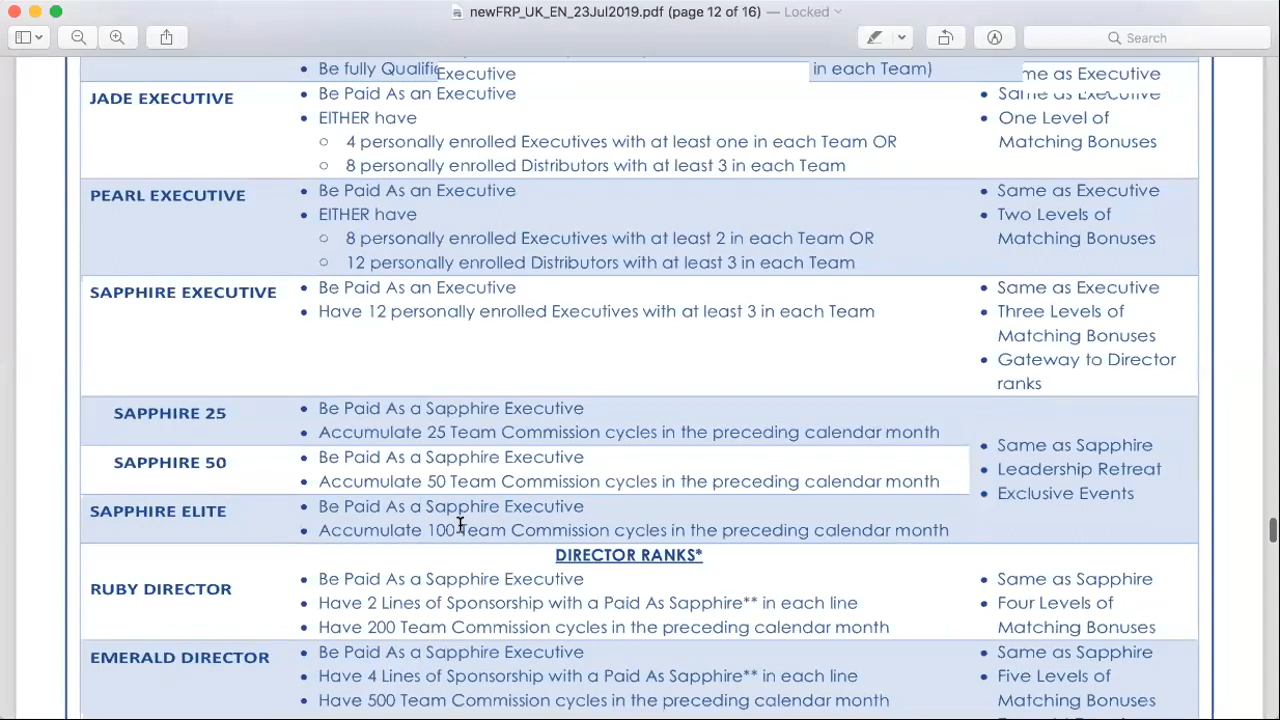 newFRP_UK_EN_23Jul2019.pdf (page 12 of 16) — Locked
Search
• Be fully
Executive
in each Team)
me as Executive
JADE EXECUTIVE
• Be Paid As an Executive
• EITHER have
○ 4 personally enrolled Executives with at least one in each Team OR
○ 8 personally enrolled Distributors with at least 3 in each Team
• Same as Executive
• One Level of
Matching Bonuses
PEARL EXECUTIVE
• Be Paid As an Executive
• EITHER have
○ 8 personally enrolled Executives with at least 2 in each Team OR
○ 12 personally enrolled Distributors with at least 3 in each Team
• Same as Executive
• Two Levels of
Matching Bonuses
SAPPHIRE EXECUTIVE
• Be Paid As an Executive
• Have 12 personally enrolled Executives with at least 3 in each Team
• Same as Executive
• Three Levels of
Matching Bonuses
• Gateway to Director
ranks
SAPPHIRE 25
• Be Paid As a Sapphire Executive
• Accumulate 25 Team Commission cycles in the preceding calendar month
SAPPHIRE 50
• Be Paid As a Sapphire Executive
• Accumulate 50 Team Commission cycles in the preceding calendar month
SAPPHIRE ELITE
• Be Paid As a Sapphire Executive
• Accumulate 100 Team Commission cycles in the preceding calendar month
• Same as Sapphire
• Leadership Retreat
• Exclusive Events
DIRECTOR RANKS*
RUBY DIRECTOR
• Be Paid As a Sapphire Executive
• Have 2 Lines of Sponsorship with a Paid As Sapphire** in each line
• Have 200 Team Commission cycles in the preceding calendar month
• Same as Sapphire
• Four Levels of
Matching Bonuses
EMERALD DIRECTOR
• Be Paid As a Sapphire Executive
• Have 4 Lines of Sponsorship with a Paid As Sapphire** in each line
• Have 500 Team Commission cycles in the preceding calendar month
• Same as Sapphire
• Five Levels of
Matching Bonuses